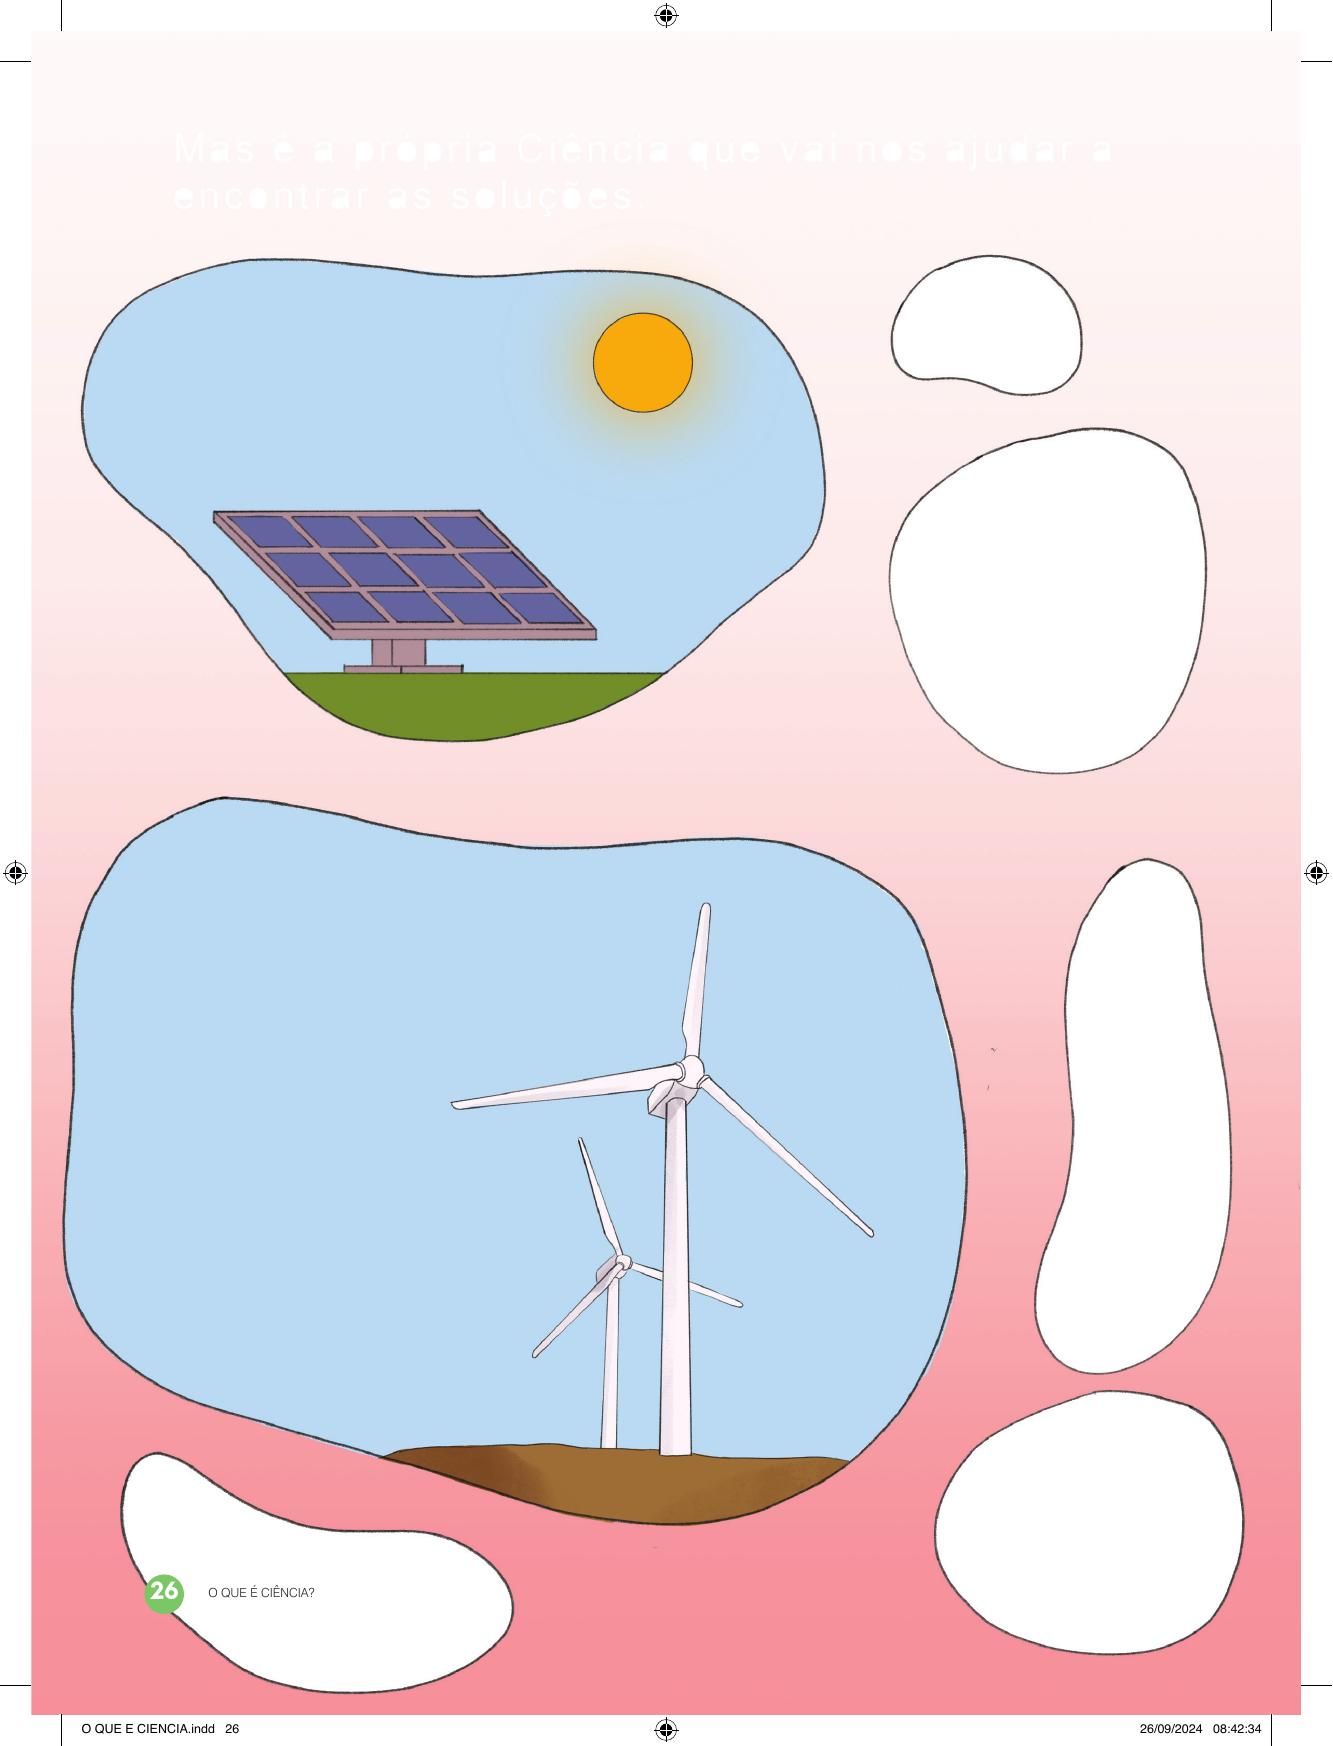 Mas é a própria Ciência que vai nos ajudar a
encontrar as soluções.
26 O QUE É CIÊNCIA?
O QUE E CIENCIA.indd 26 26/09/2024 08:42:34